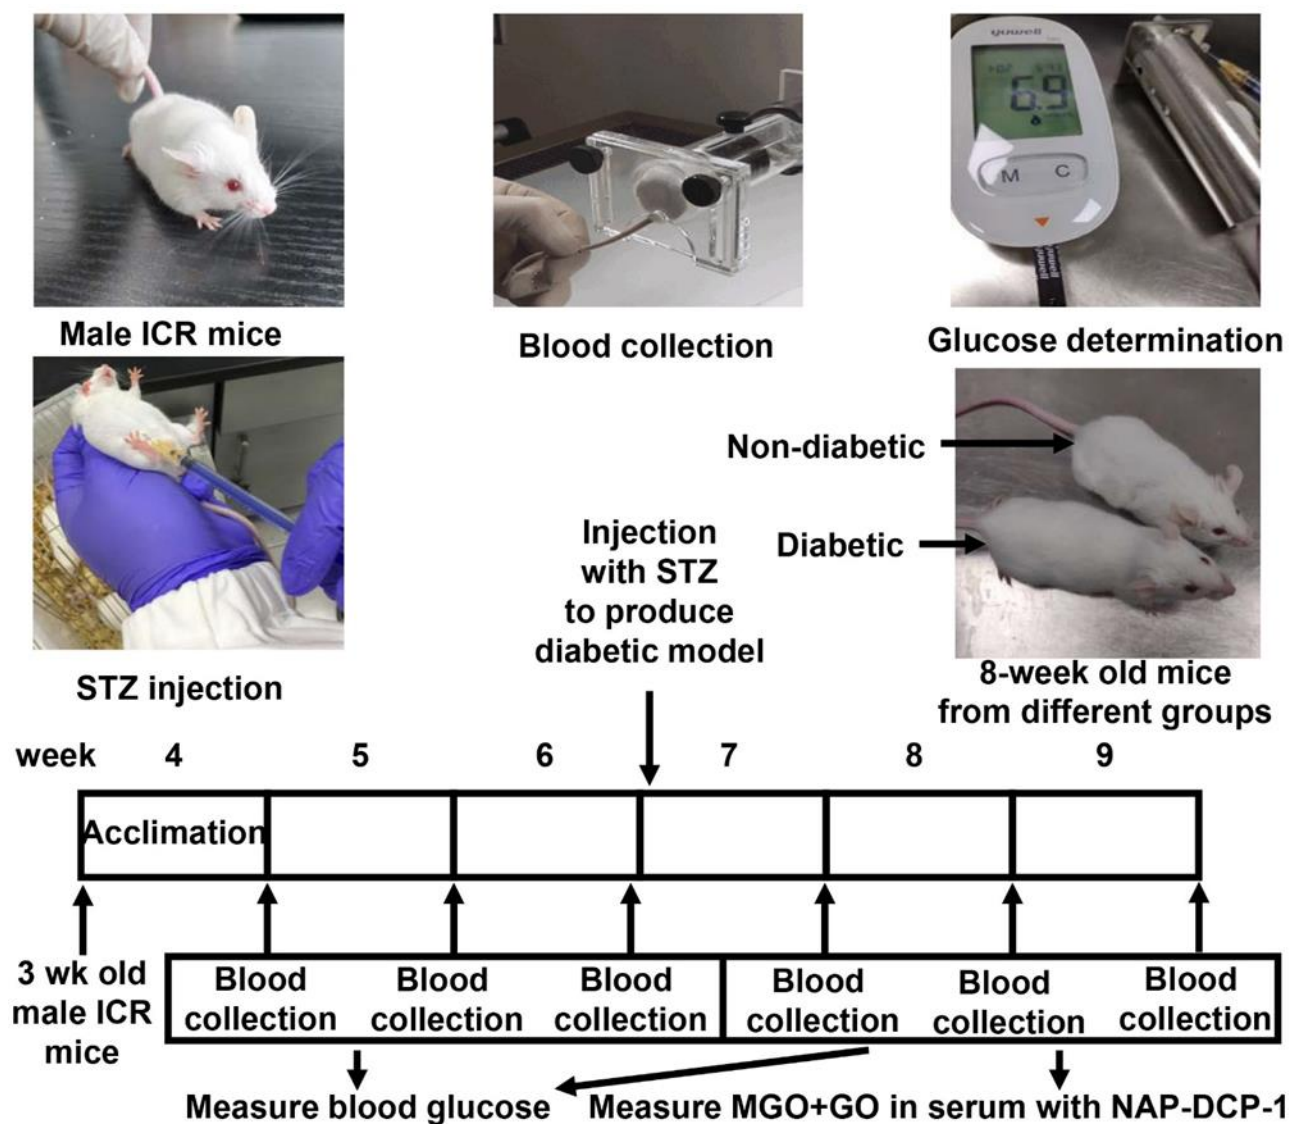 yuwell
6.9
M C
yuwell
Male ICR mice
Blood collection
Glucose determination
Non-diabetic
Diabetic
STZ injection
Injection
with STZ
to produce
diabetic model
8-week old mice
from different groups
week 4 5 6 7 8 9
Acclimation
3 wk old
male ICR
mice
Blood
collection
Blood
collection
Blood
collection
Blood
collection
Blood
collection
Blood
collection
Measure blood glucose
Measure MGO+GO in serum with NAP-DCP-1